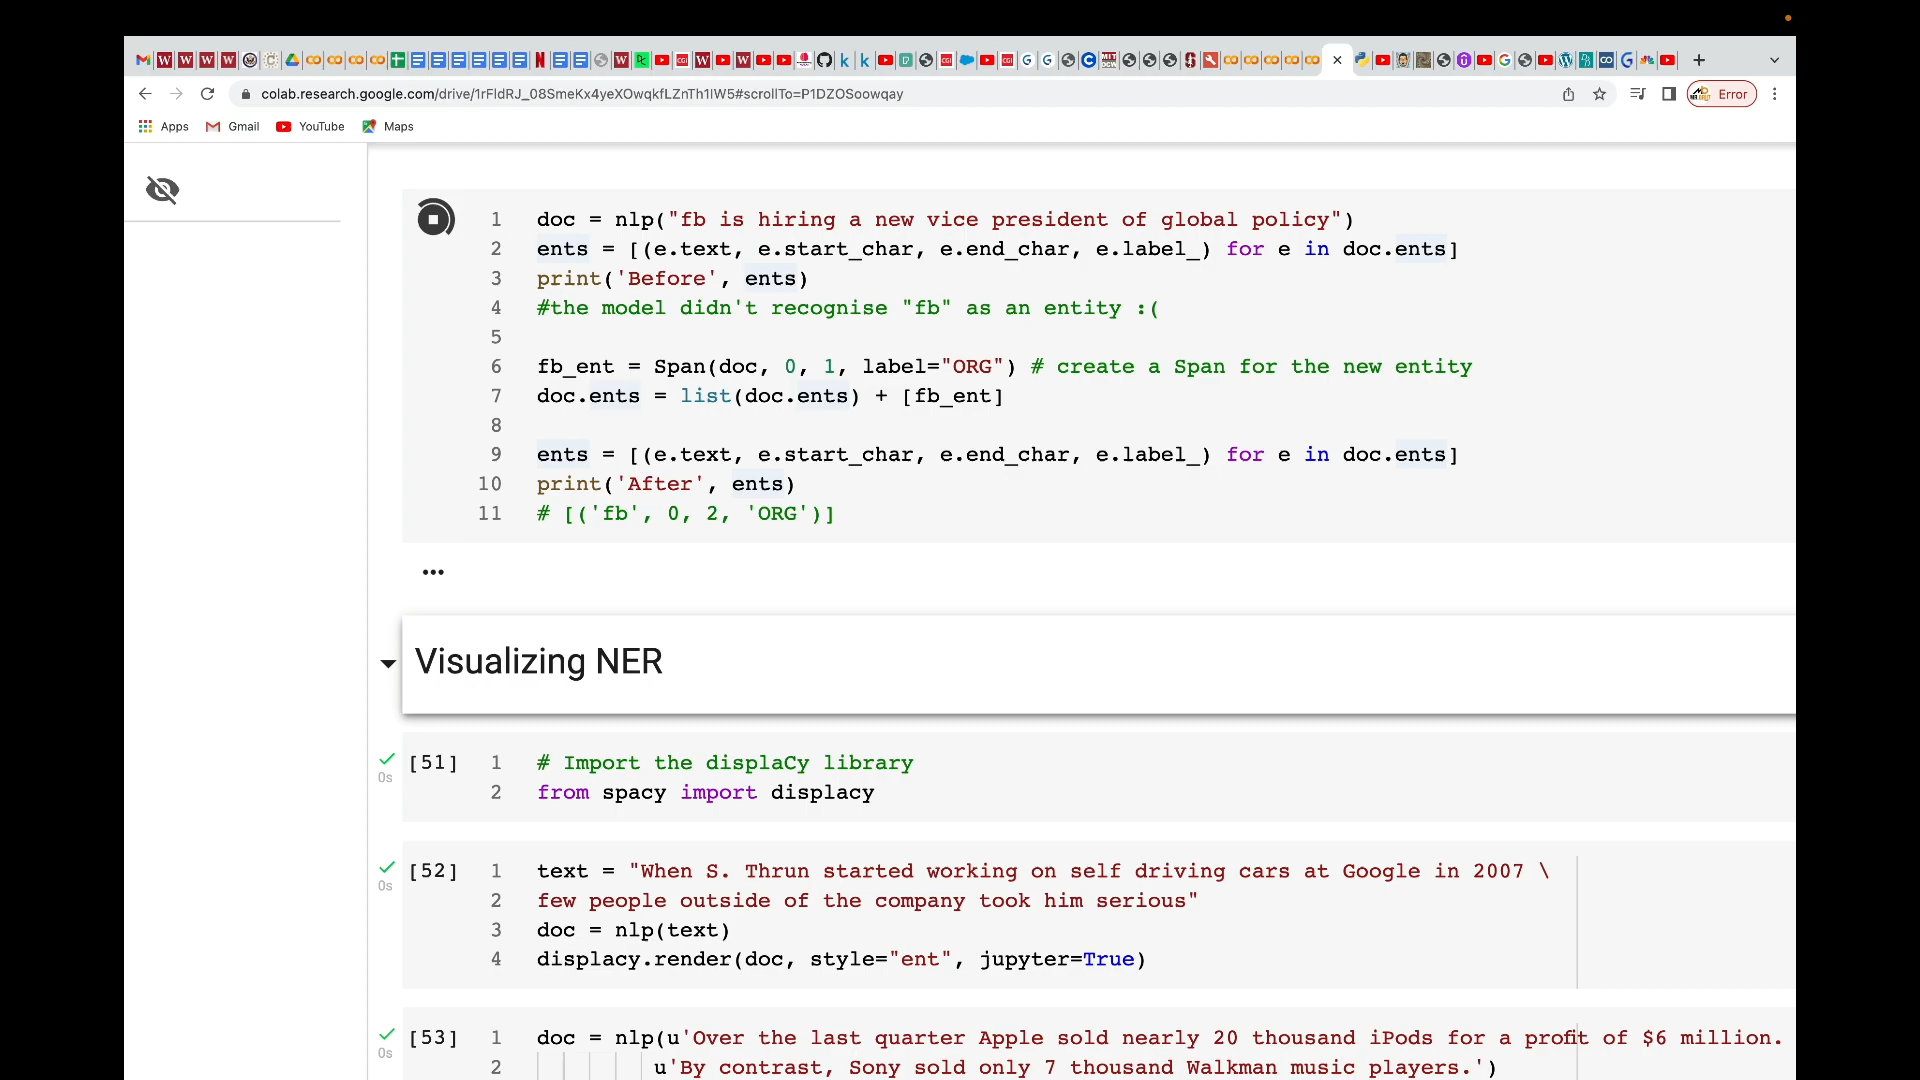 colab.research.google.com/drive/1rFldRJ_08SmeKx4yeXOwqkfLZnTh1lW5#scrollTo=P1DZOSoowqay
Error
Apps Gmail YouTube Maps
1 doc = nlp("fb is hiring a new vice president of global policy")
2 ents = [(e.text, e.start_char, e.end_char, e.label_) for e in doc.ents]
3 print('Before', ents)
4 #the model didn't recognise "fb" as an entity :(
5
6 fb_ent = Span(doc, 0, 1, label="ORG") # create a Span for the new entity
7 doc.ents = list(doc.ents) + [fb_ent]
8
9 ents = [(e.text, e.start_char, e.end_char, e.label_) for e in doc.ents]
10 print('After', ents)
11 # [('fb', 0, 2, 'ORG')]
Visualizing NER
[51] 1 # Import the displaCy library
0s 2 from spacy import displacy
[52] 1 text = "When S. Thrun started working on self driving cars at Google in 2007 \
0s 2 few people outside of the company took him serious"
3 doc = nlp(text)
4 displacy.render(doc, style="ent", jupyter=True)
[53] 1 doc = nlp(u'Over the last quarter Apple sold nearly 20 thousand iPods for a profit of $6 million.
0s 2 u'By contrast, Sony sold only 7 thousand Walkman music players.')